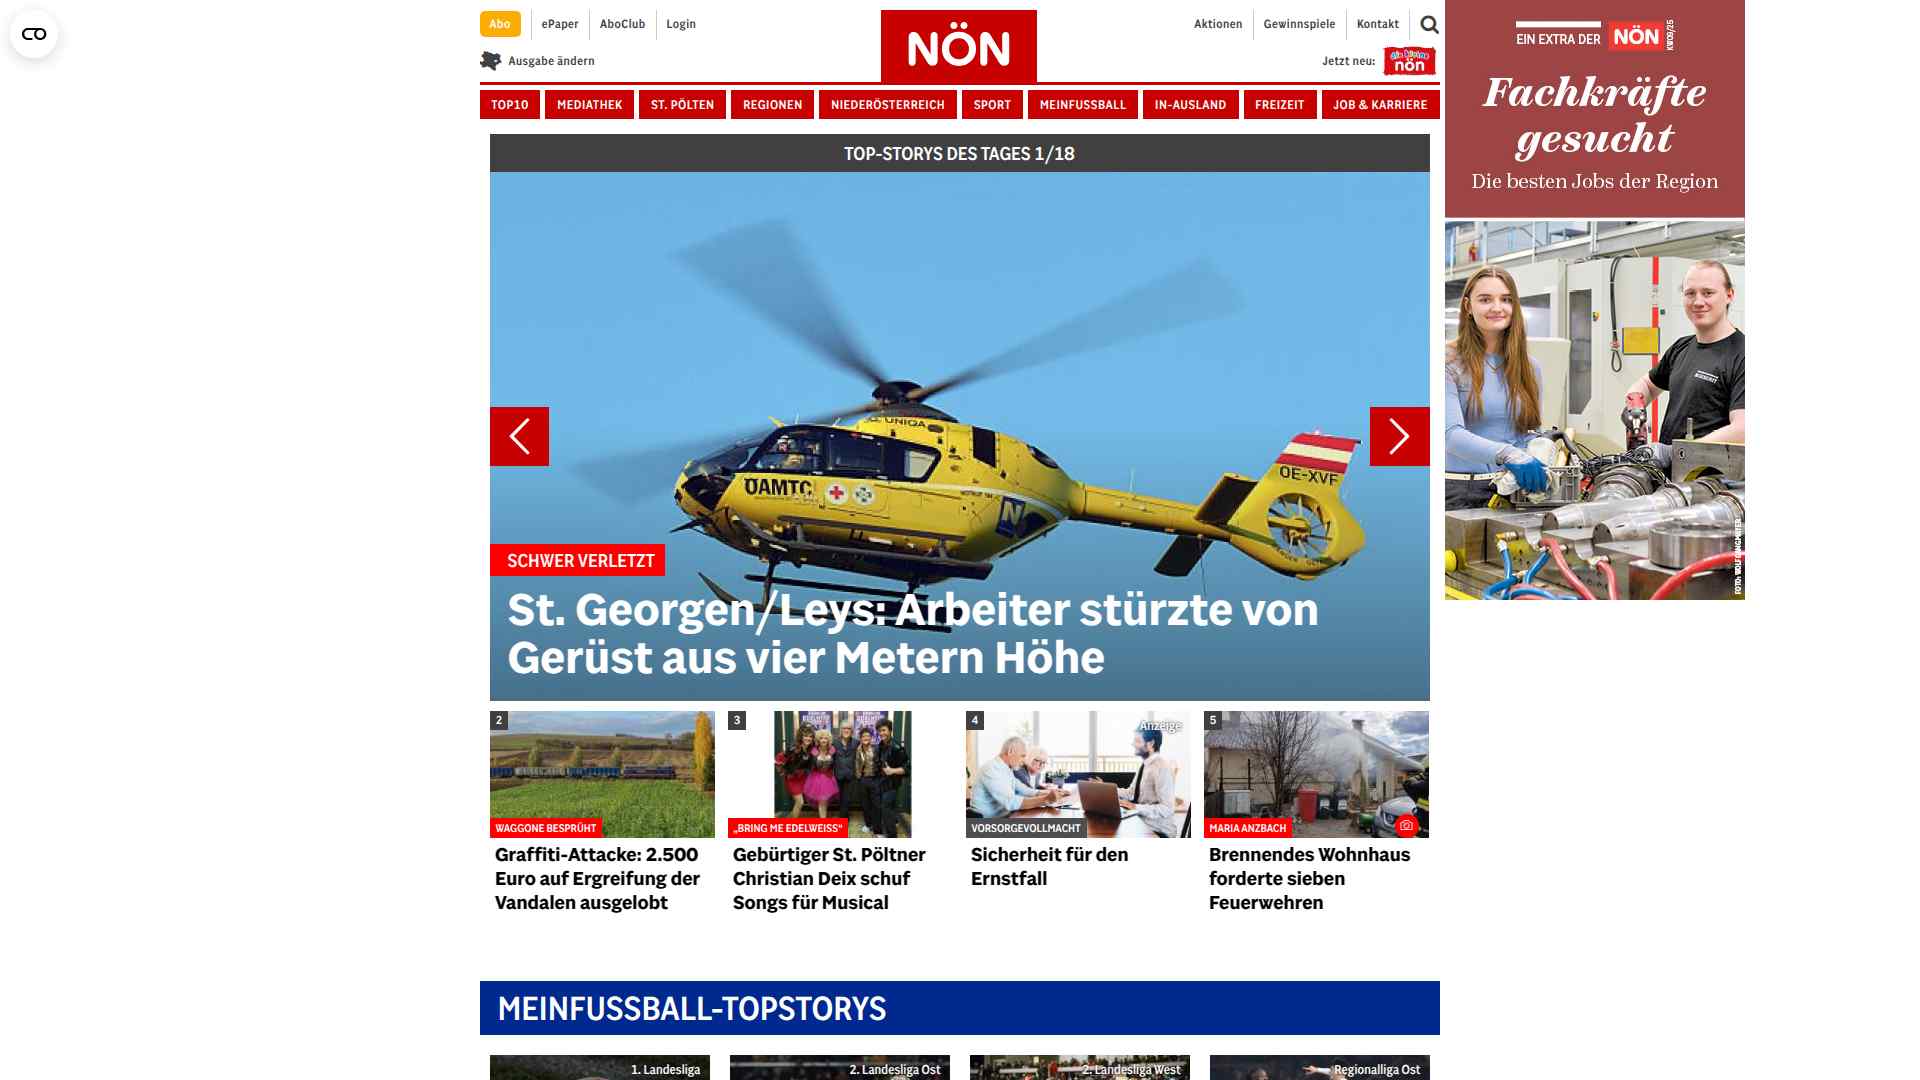 Abo
ePaper
AboClub
Login
Aktionen
Gewinnspiele
Kontakt
NÖN
Ausgabe ändern
Jetzt neu:
die kleine
nön
TOP10
MEDIATHEK
ST. PÖLTEN
REGIONEN
NIEDERÖSTERREICH
SPORT
MEINFUSSBALL
IN-AUSLAND
FREIZEIT
JOB & KARRIERE
EIN EXTRA DER NÖN
KW09/25
Fachkräfte
gesucht
Die besten Jobs der Region
TOP-STORYS DES TAGES 1/18
UNIQA
ÖAMTC
OE-XVF
SCHWER VERLETZT
St. Georgen/Leys: Arbeiter stürzte von
Gerüst aus vier Metern Höhe
2
WAGGONE BESPRÜHT
Graffiti-Attacke: 2.500
Euro auf Ergreifung der
Vandalen ausgelobt
3
„BRING ME EDELWEISS“
Gebürtiger St. Pöltner
Christian Deix schuf
Songs für Musical
4
Anzeige
VORSORGEVOLLMACHT
Sicherheit für den
Ernstfall
5
MARIA ANZBACH
Brennendes Wohnhaus
forderte sieben
Feuerwehren
MEINFUSSBALL-TOPSTORYS
1. Landesliga
2. Landesliga Ost
2. Landesliga West
Regionalliga Ost